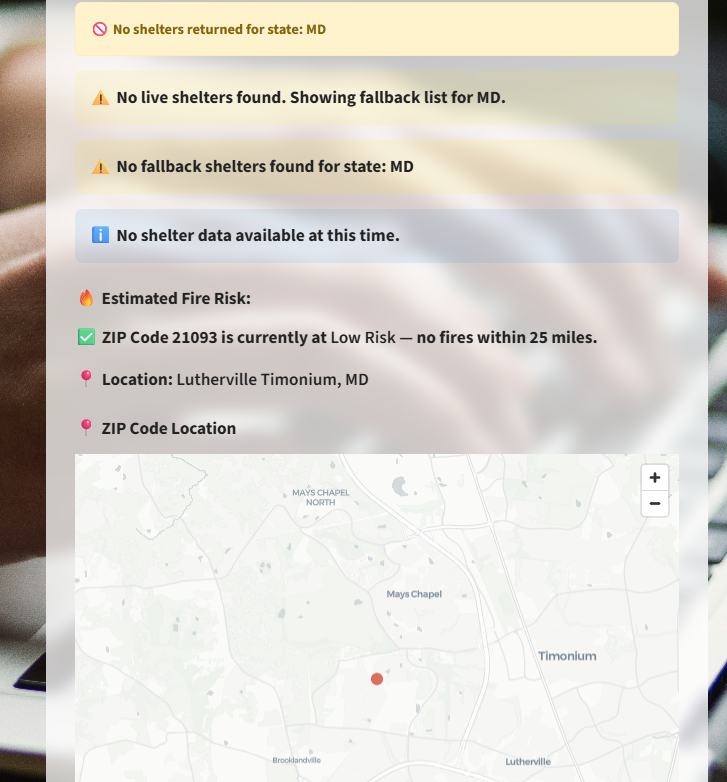 No shelters returned for state: MD
No live shelters found. Showing fallback list for MD.
No fallback shelters found for state: MD
No shelter data available at this time.
Estimated Fire Risk:
ZIP Code 21093 is currently at Low Risk — no fires within 25 miles.
Location: Lutherville Timonium, MD
ZIP Code Location
+
−
MAYS CHAPEL
NORTH
Mays Chapel
Timonium
Brooklandville
Lutherville